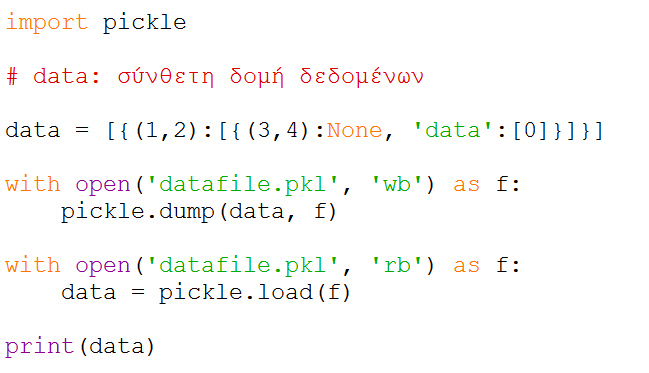 import pickle
# data: σύνθετη δομή δεδομένων
data = [{(1,2):[{(3,4):None, 'data':[0]}]}]
with open('datafile.pkl', 'wb') as f:
    pickle.dump(data, f)
with open('datafile.pkl', 'rb') as f:
    data = pickle.load(f)
print(data)